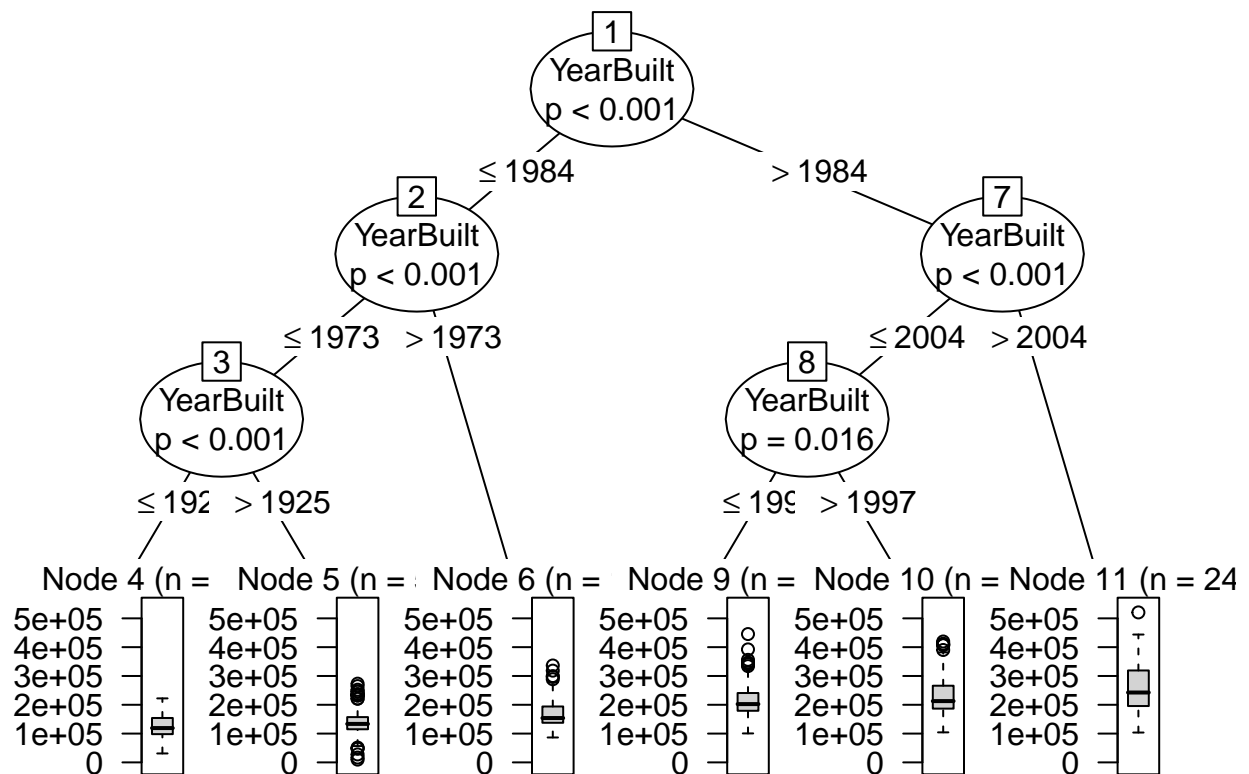 1
YearBuilt
p < 0.001
≤ 1984
> 1984
2
YearBuilt
p < 0.001
7
YearBuilt
p < 0.001
≤ 1973
> 1973
≤ 2004
> 2004
3
YearBuilt
p < 0.001
8
YearBuilt
p = 0.016
≤ 192
> 1925
≤ 199
> 1997
Node 4 (n =
Node 5 (n =
Node 6 (n =
Node 9 (n =
Node 10 (n =
Node 11 (n = 24
5e+05
4e+05
3e+05
2e+05
1e+05
0
5e+05
4e+05
3e+05
2e+05
1e+05
0
5e+05
4e+05
3e+05
2e+05
1e+05
0
5e+05
4e+05
3e+05
2e+05
1e+05
0
5e+05
4e+05
3e+05
2e+05
1e+05
0
5e+05
4e+05
3e+05
2e+05
1e+05
0